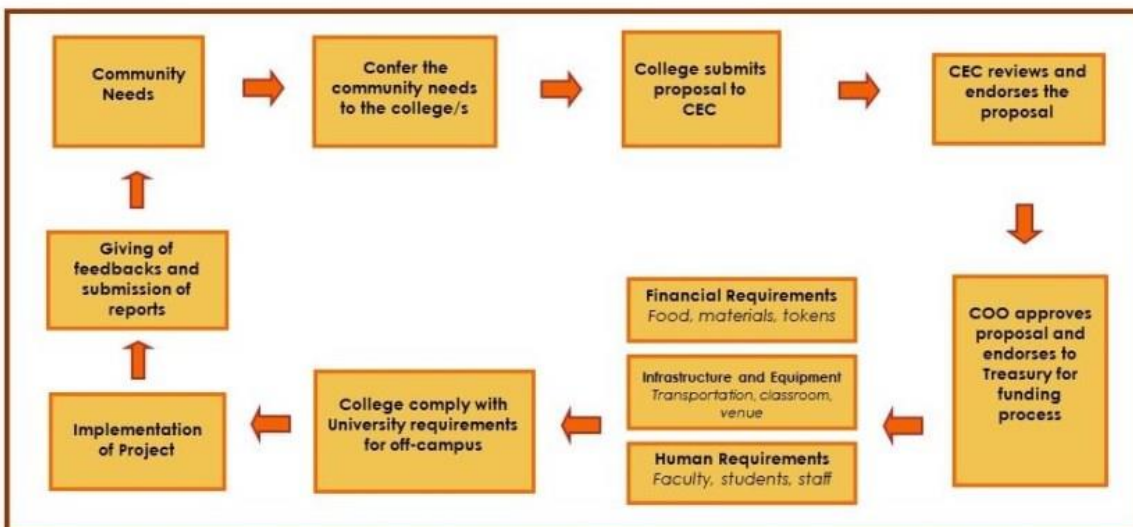 Community
Needs
Confer the
community needs
to the college/s
College submits
proposal to
CEC
CEC reviews and
endorses the
proposal
COO approves
proposal and
endorses to
Treasury for
funding
process
Financial Requirements
Food, materials, tokens
Infrastructure and Equipment
Transportation, classroom,
venue
Human Requirements
Faculty, students, staff
College comply with
University requirements
for off-campus
Implementation
of Project
Giving of
feedbacks and
submission of
reports